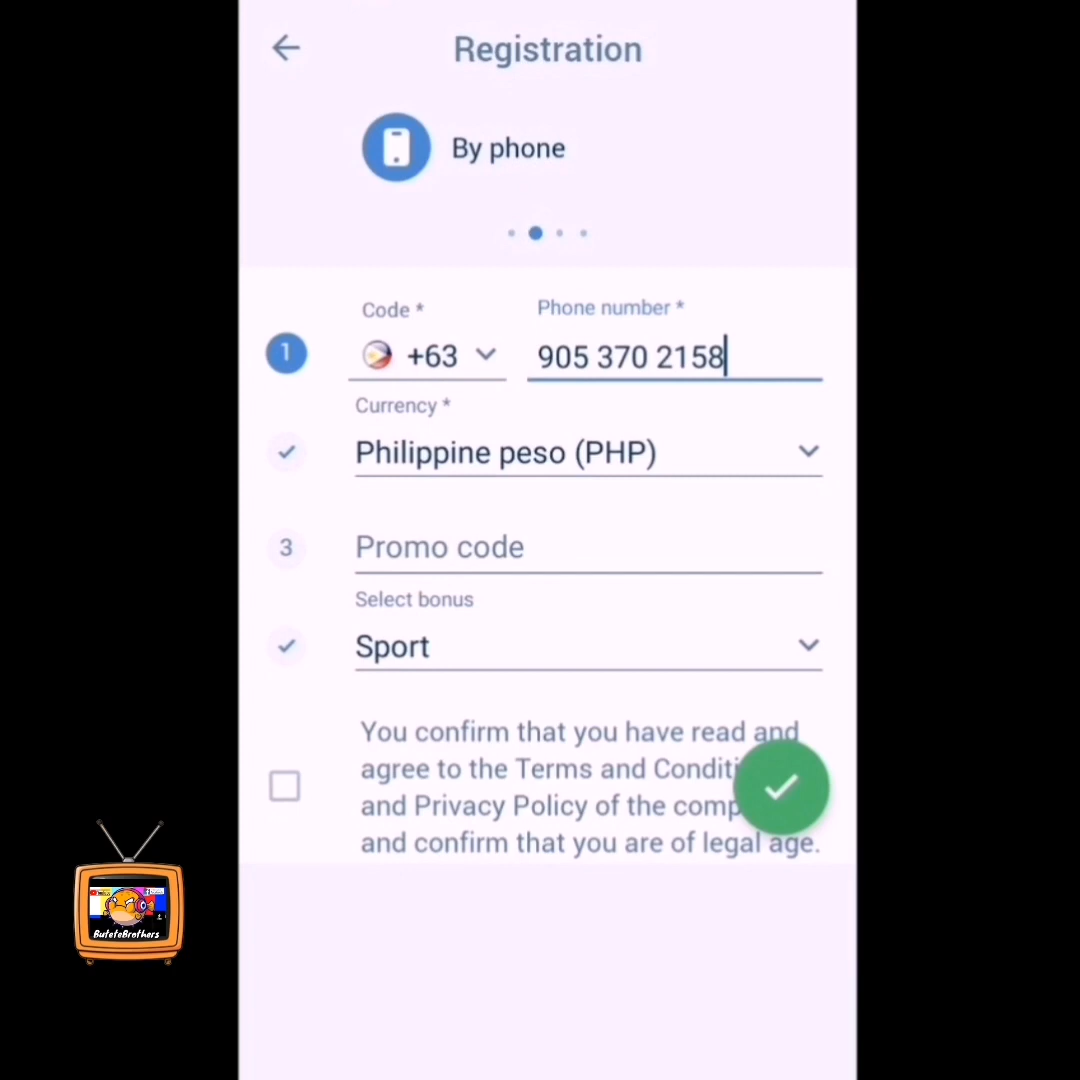 Registration
By phone
Code *
Phone number *
1
+63
905 370 2158
Currency *
Philippine peso (PHP)
3
Promo code
Select bonus
Sport
You confirm that you have read and
agree to the Terms and Conditi
and Privacy Policy of the comp
and confirm that you are of legal age.
ButeteBrothers